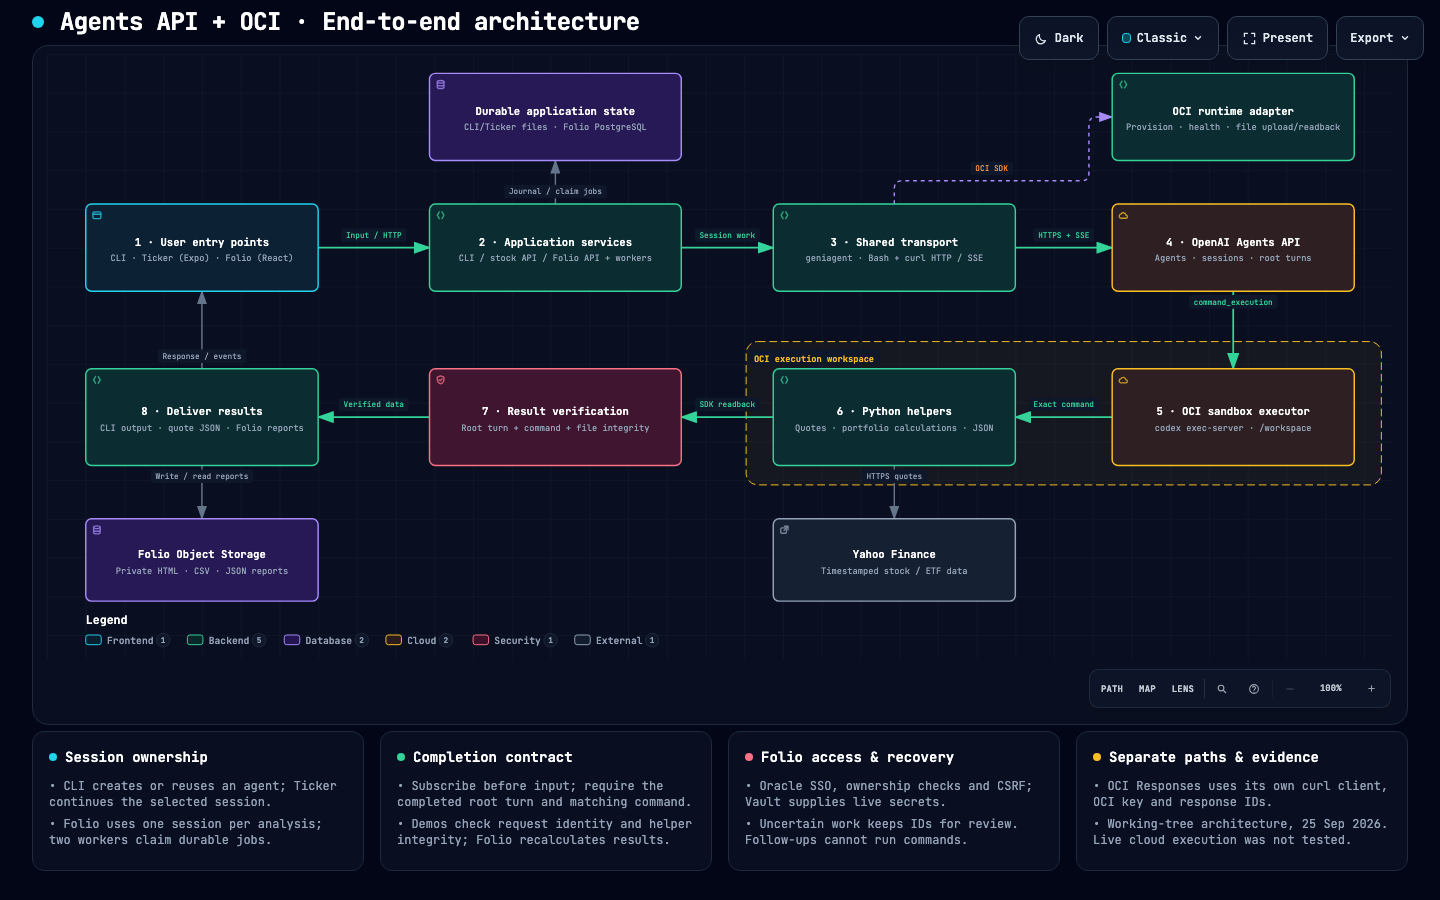 Agents API + OCI · End-to-end architecture
Dark
Classic
Present
Export
Durable application state
CLI/Ticker files · Folio PostgreSQL
OCI runtime adapter
Provision · health · file upload/readback
OCI SDK
Journal / claim jobs
1 · User entry points
CLI · Ticker (Expo) · Folio (React)
Input / HTTP
2 · Application services
CLI / stock API / Folio API + workers
Session work
3 · Shared transport
geniagent · Bash + curl HTTP / SSE
HTTPS + SSE
4 · OpenAI Agents API
Agents · sessions · root turns
command_execution
Response / events
OCI execution workspace
8 · Deliver results
CLI output · quote JSON · Folio reports
Verified data
7 · Result verification
Root turn + command + file integrity
SDK readback
6 · Python helpers
Quotes · portfolio calculations · JSON
Exact command
5 · OCI sandbox executor
codex exec-server · /workspace
Write / read reports
HTTPS quotes
Folio Object Storage
Private HTML · CSV · JSON reports
Yahoo Finance
Timestamped stock / ETF data
Legend
Frontend 1
Backend 5
Database 2
Cloud 2
Security 1
External 1
PATH MAP LENS − 100% +
Session ownership
• CLI creates or reuses an agent; Ticker
continues the selected session.
• Folio uses one session per analysis;
two workers claim durable jobs.
Completion contract
• Subscribe before input; require the
completed root turn and matching command.
• Demos check request identity and helper
integrity; Folio recalculates results.
Folio access & recovery
• Oracle SSO, ownership checks and CSRF;
Vault supplies live secrets.
• Uncertain work keeps IDs for review.
Follow-ups cannot run commands.
Separate paths & evidence
• OCI Responses uses its own curl client,
OCI key and response IDs.
• Working-tree architecture, 25 Sep 2026.
Live cloud execution was not tested.